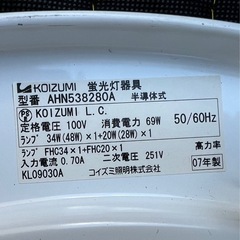 KOIZUMI 蛍光灯器具
型番 AHN538280A 半導体式
PS E KOIZUMI L.C. 50/60Hz
定格電圧 100V 消費電力 69W
ランプ 34W(48W)×1+20W(28W)×1
ランプ FHC34×1+FHC20×1 高力率
入力電流 0.70A 二次電圧 251V 07年製
KL09030A コイズミ照明株式会社